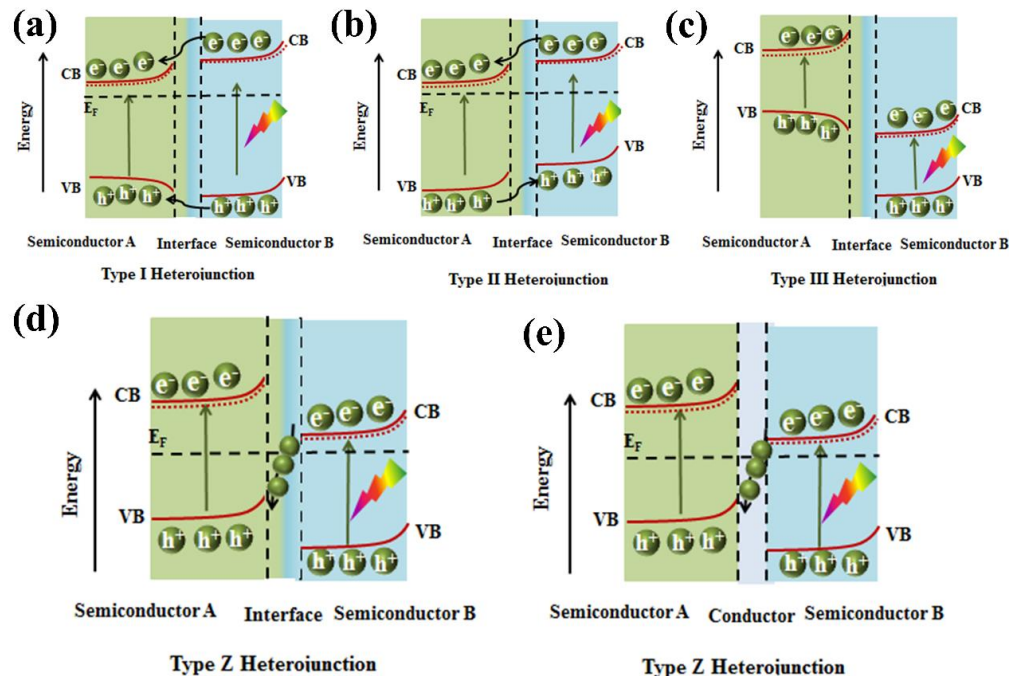 (a)
Energy
CB
e⁻ e⁻ e⁻
e⁻ e⁻ e⁻
CB
E_F
VB
h⁺ h⁺ h⁺
h⁺ h⁺ h⁺
VB
Semiconductor A Interface Semiconductor B
Type I Heterojunction
(b)
Energy
CB
e⁻ e⁻ e⁻
e⁻ e⁻ e⁻
CB
E_F
VB
h⁺ h⁺ h⁺
h⁺ h⁺ h⁺
VB
Semiconductor A Interface Semiconductor B
Type II Heterojunction
(c)
Energy
CB
e⁻ e⁻ e⁻
VB
h⁺ h⁺ h⁺
e⁻ e⁻ e⁻
CB
h⁺ h⁺ h⁺
VB
Semiconductor A
Interface Semiconductor B
Type III Heterojunction
(d)
Energy
CB
e⁻ e⁻ e⁻
e⁻ e⁻ e⁻
CB
E_F
VB
h⁺ h⁺ h⁺
h⁺ h⁺ h⁺
VB
Semiconductor A Interface Semiconductor B
Type Z Heterojunction
(e)
Energy
CB
e⁻ e⁻ e⁻
e⁻ e⁻ e⁻
CB
E_F
VB
h⁺ h⁺ h⁺
h⁺ h⁺ h⁺
VB
Semiconductor A Conductor Semiconductor B
Type Z Heterojunction